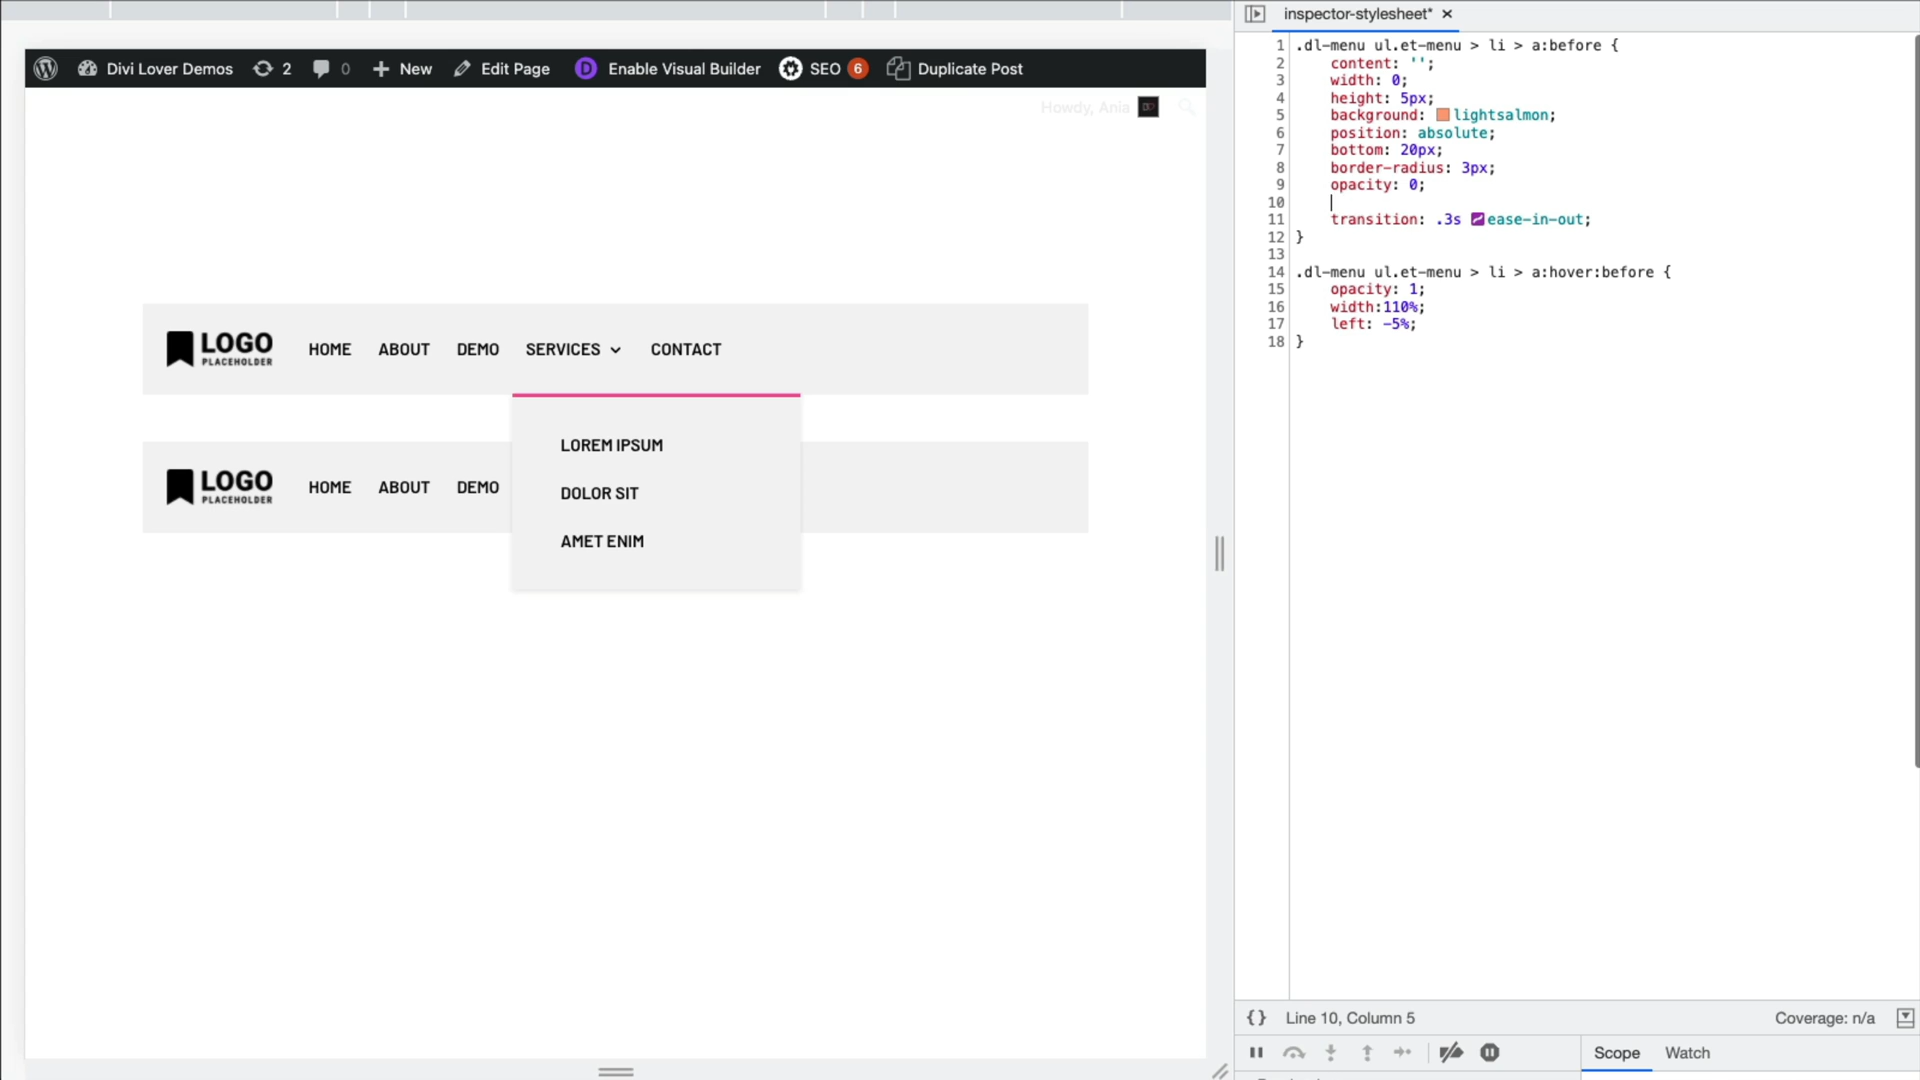 Divi Lover Demos 2 0 New Edit Page Enable Visual Builder SEO 6 Duplicate Post
Howdy, Ania
LOGO
PLACEHOLDER
HOME ABOUT DEMO SERVICES CONTACT
LOREM IPSUM
DOLOR SIT
AMET ENIM
LOGO
PLACEHOLDER
HOME ABOUT DEMO
inspector-stylesheet* ×
1 .dl-menu ul.et-menu > li > a:before {
2 content: '';
3 width: 0;
4 height: 5px;
5 background: lightsalmon;
6 position: absolute;
7 bottom: 20px;
8 border-radius: 3px;
9 opacity: 0;
10
11 transition: .3s ease-in-out;
12 }
13
14 .dl-menu ul.et-menu > li > a:hover:before {
15 opacity: 1;
16 width:110%;
17 left: -5%;
18 }
{} Line 10, Column 5 Coverage: n/a
Scope Watch